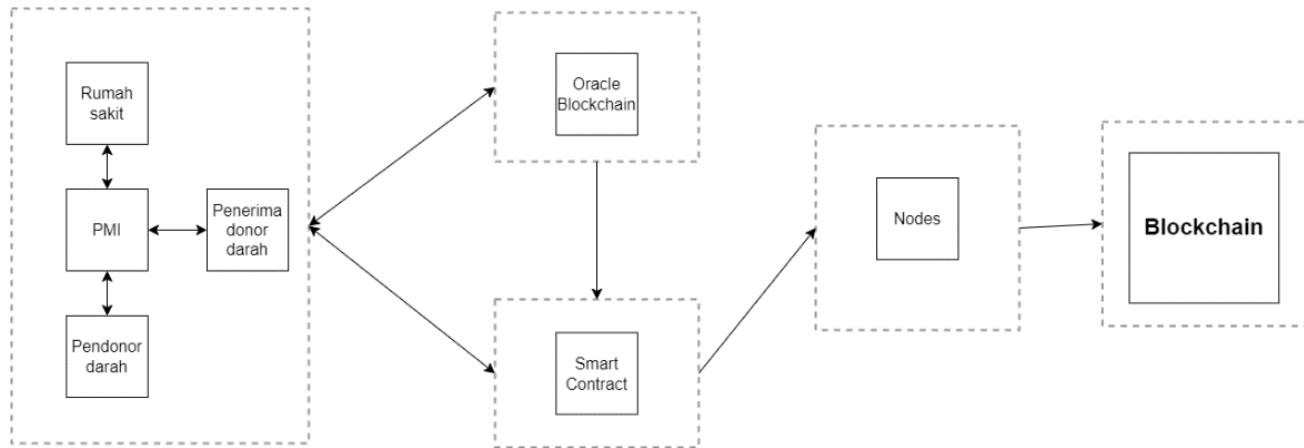 Rumah
sakit
PMI
Penerima
donor
darah
Pendonor
darah
Oracle
Blockchain
Smart
Contract
Nodes
Blockchain